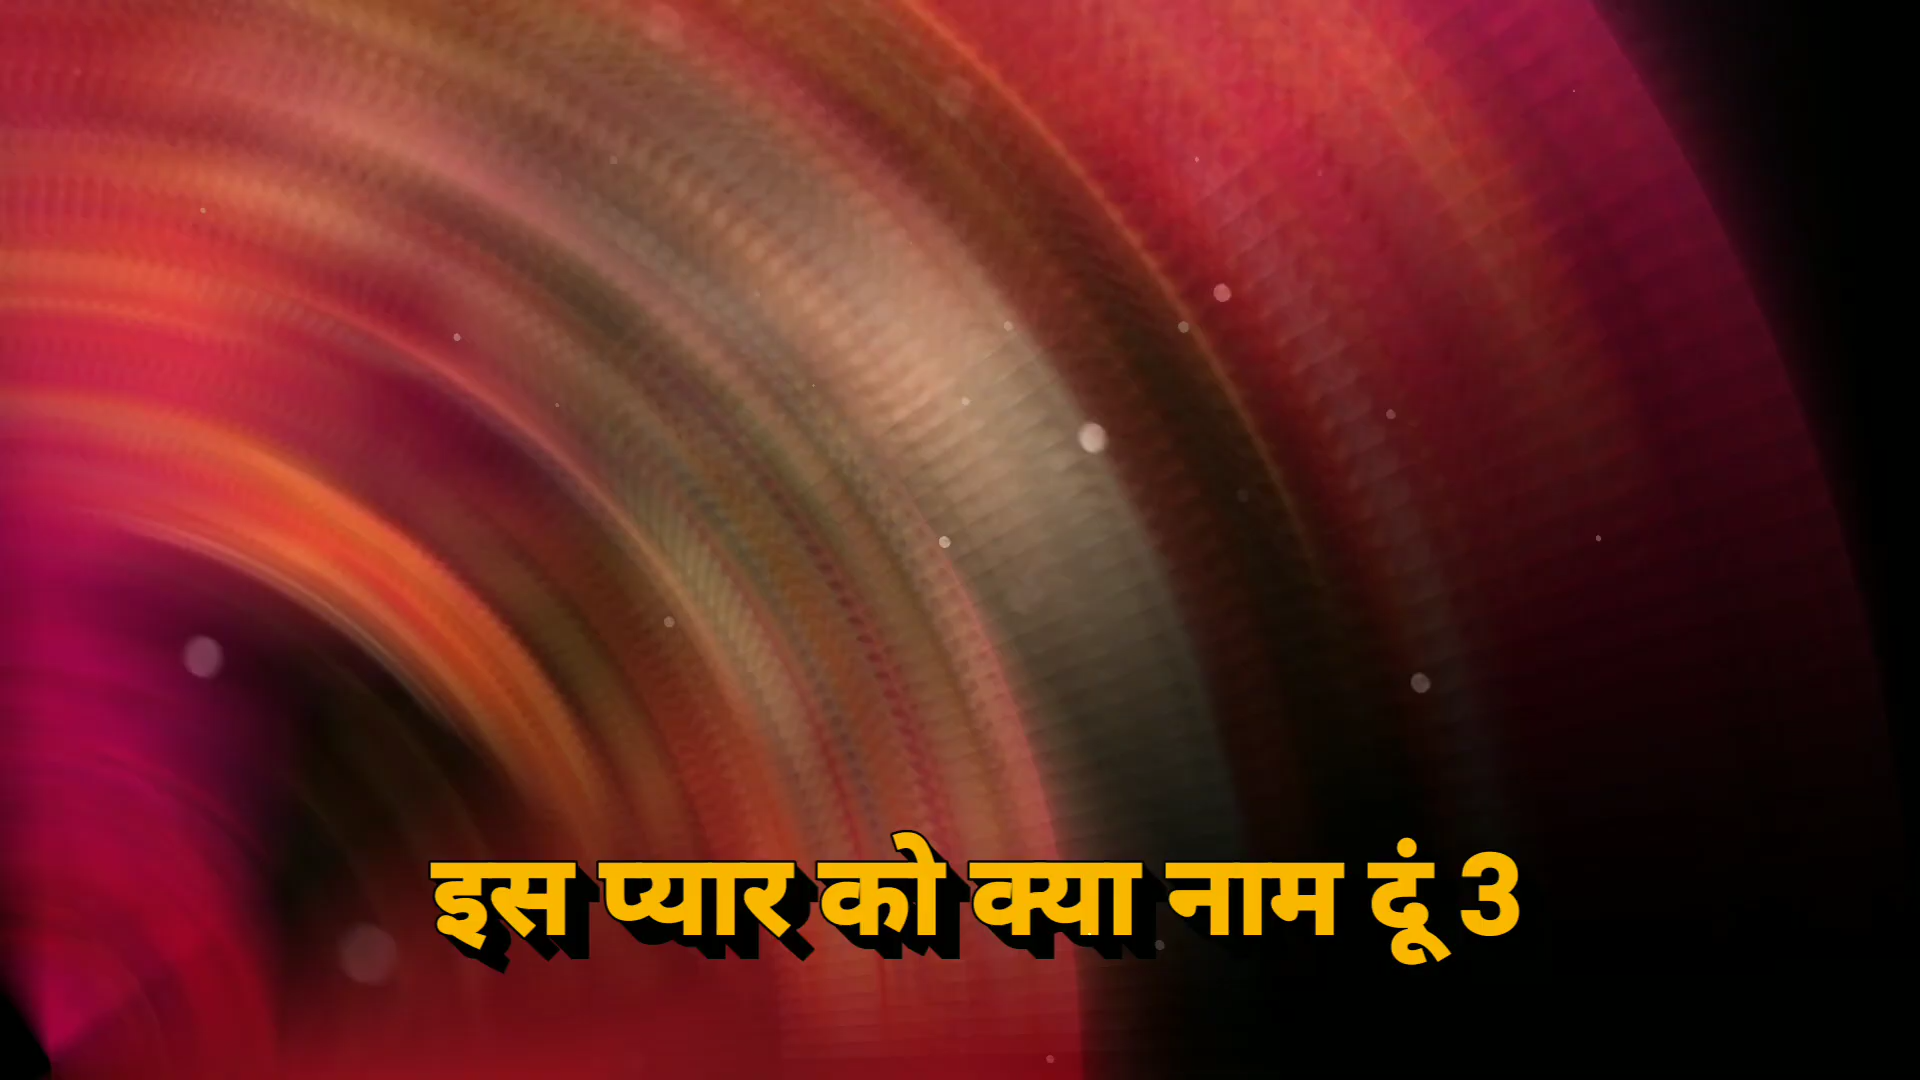 इस प्यार को क्या नाम दूं 3